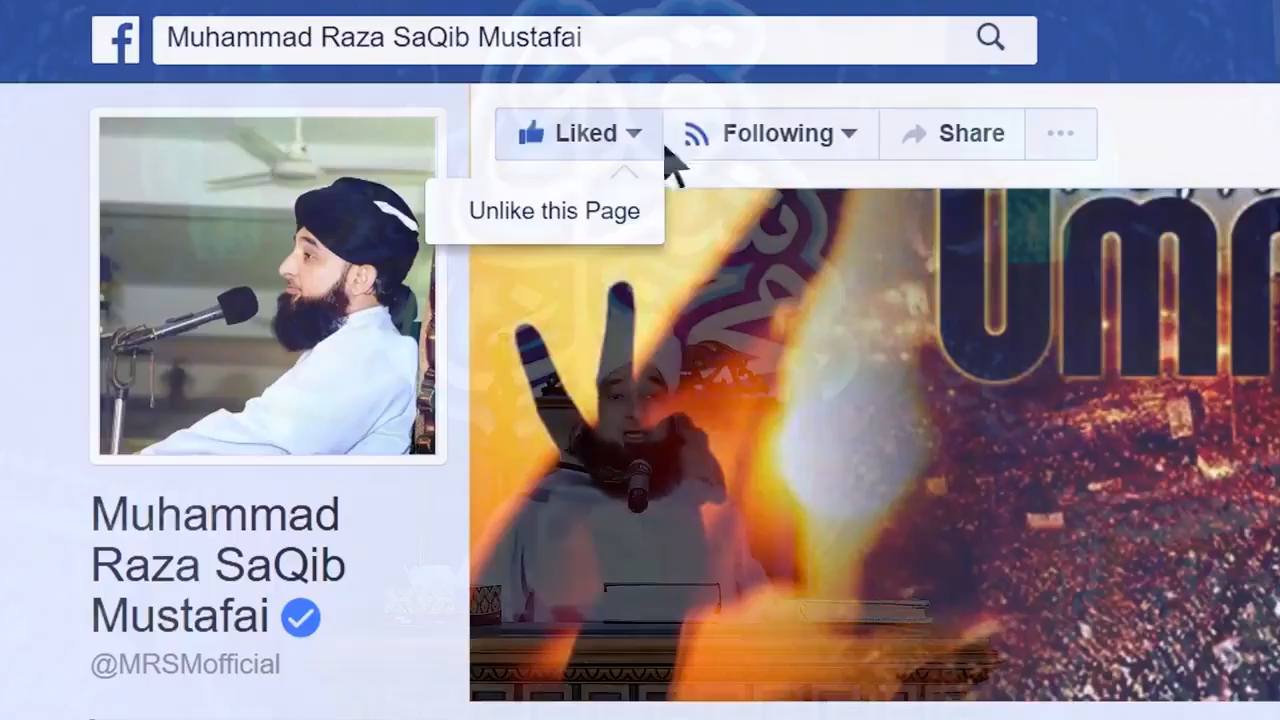 Muhammad Raza SaQib Mustafai
Liked
Following
Share
Unlike this Page
Muhammad
Raza SaQib
Mustafai
@MRSMofficial